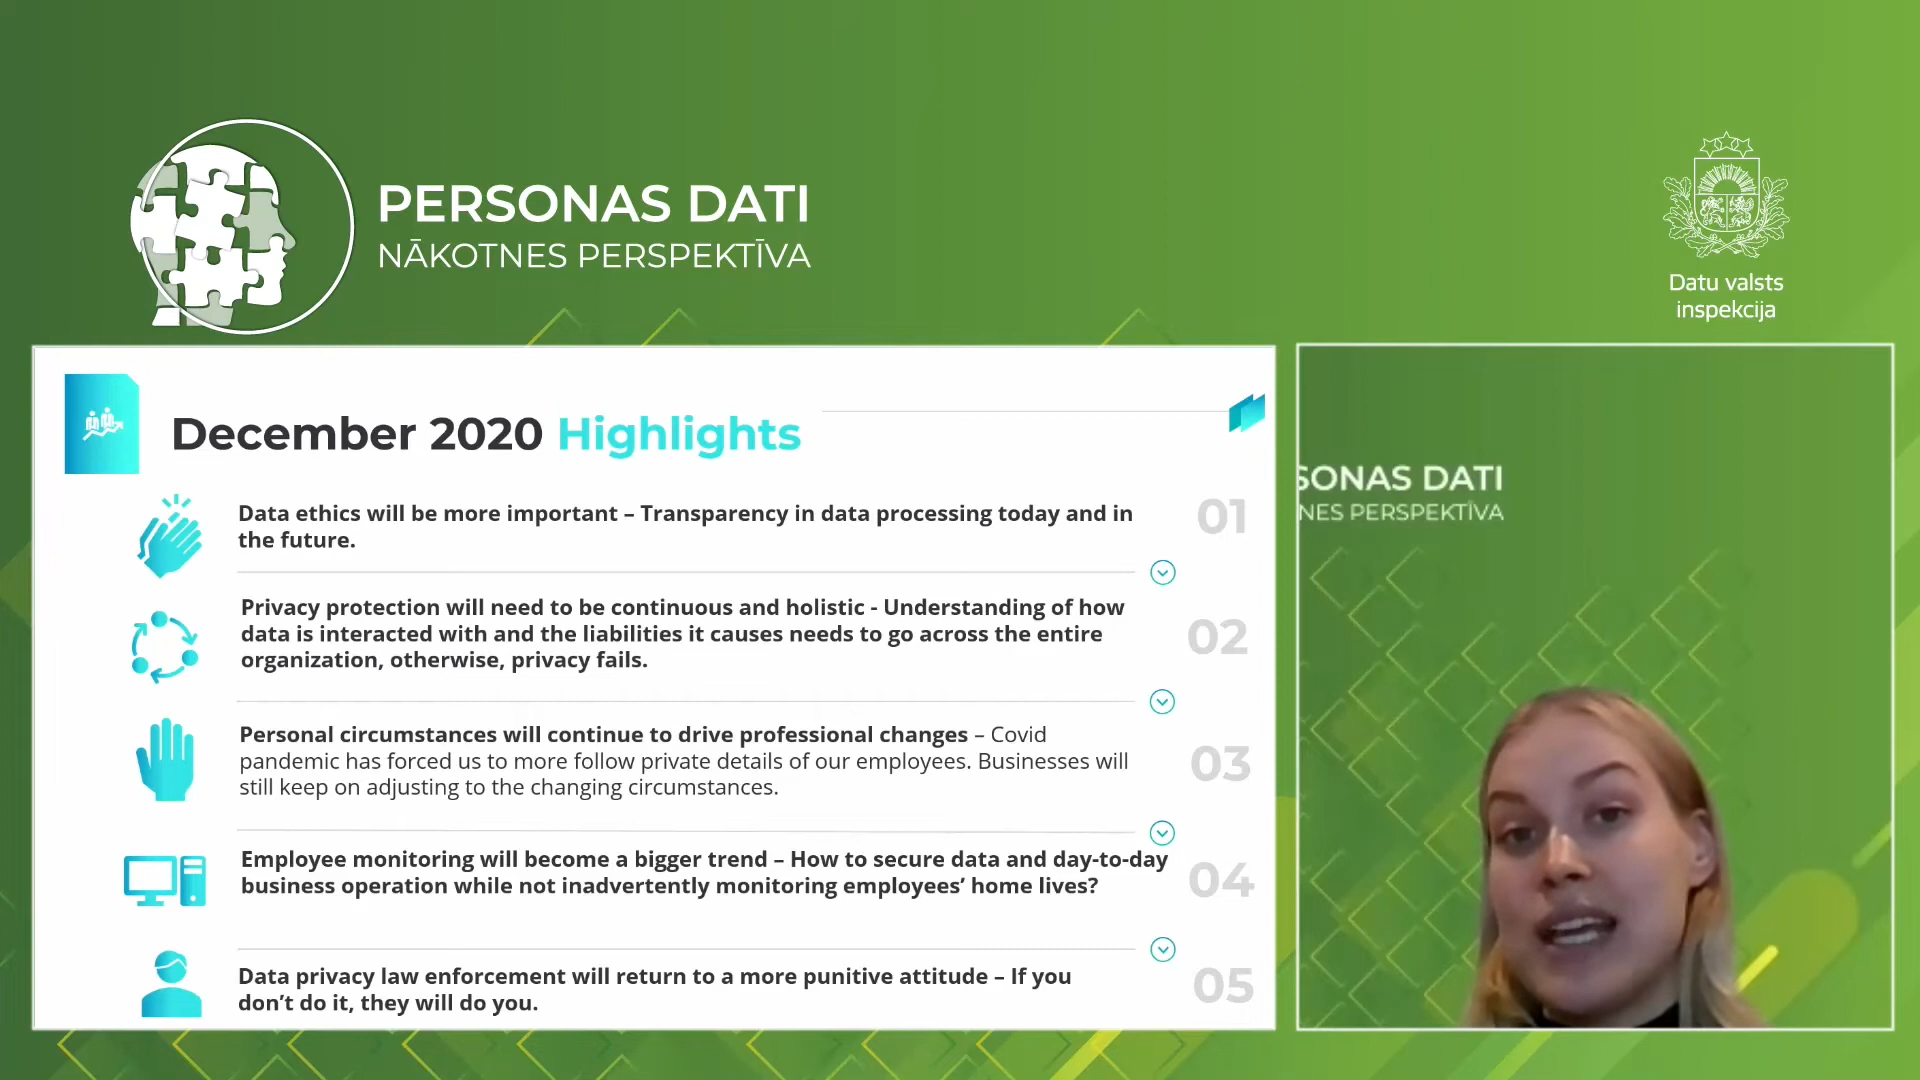 PERSONAS DATI
NĀKOTNES PERSPEKTĪVA
Datu valsts
inspekcija
December 2020 Highlights
Data ethics will be more important – Transparency in data processing today and in
the future.
01
Privacy protection will need to be continuous and holistic - Understanding of how
data is interacted with and the liabilities it causes needs to go across the entire
organization, otherwise, privacy fails.
02
Personal circumstances will continue to drive professional changes – Covid
pandemic has forced us to more follow private details of our employees. Businesses will
still keep on adjusting to the changing circumstances.
03
Employee monitoring will become a bigger trend – How to secure data and day-to-day
business operation while not inadvertently monitoring employees’ home lives?
04
Data privacy law enforcement will return to a more punitive attitude – If you
don’t do it, they will do you.
05
SONAS DATI
NES PERSPEKTĪVA